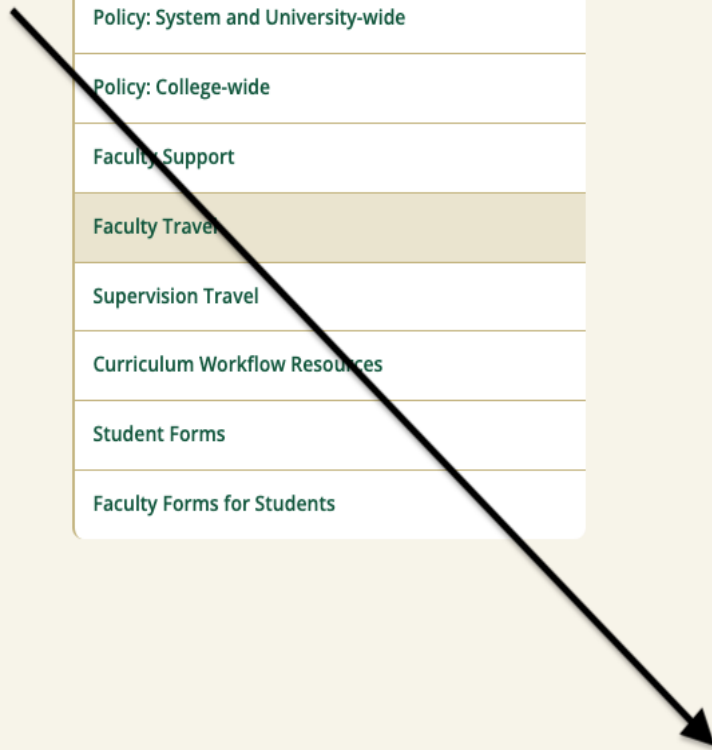 Policy: System and University-wide
Policy: College-wide
Faculty Support
Faculty Travel
Supervision Travel
Curriculum Workflow Resources
Student Forms
Faculty Forms for Students